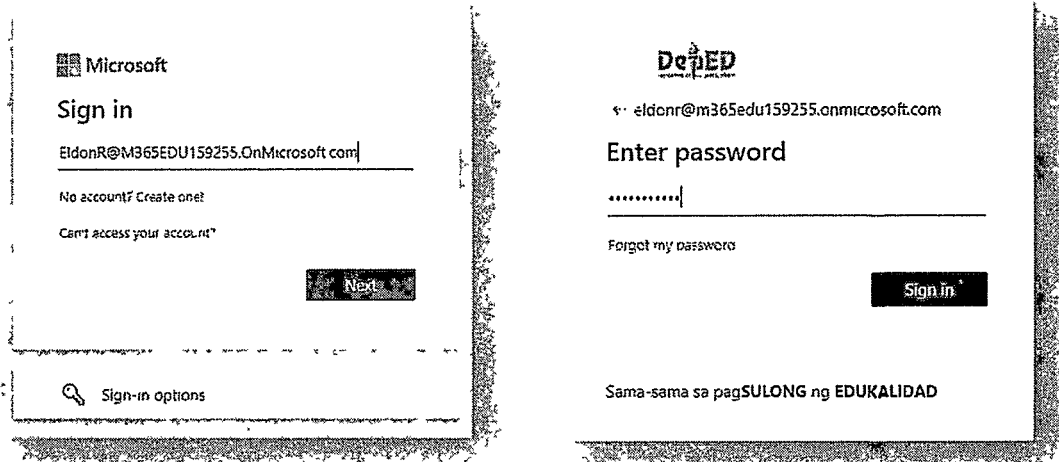 Microsoft
Sign in
EldonR@M365EDU159255.OnMicrosoft.com
No account? Create one!
Can't access your account?
Next
Sign-in options
DepED
eldonr@m365edu159255.onmicrosoft.com
Enter password
Forgot my password
Sign in
Sama-sama sa pagSULONG ng EDUKALIDAD